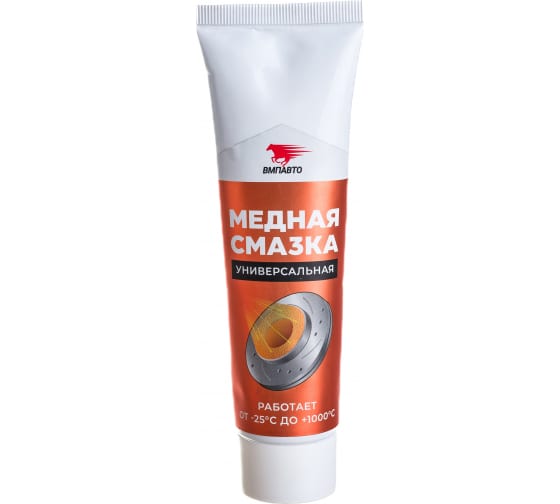 ВМПАВТО
МЕДНАЯ
СМАЗКА
УНИВЕРСАЛЬНАЯ
РАБОТАЕТ
ОТ -25°С ДО +1000°С